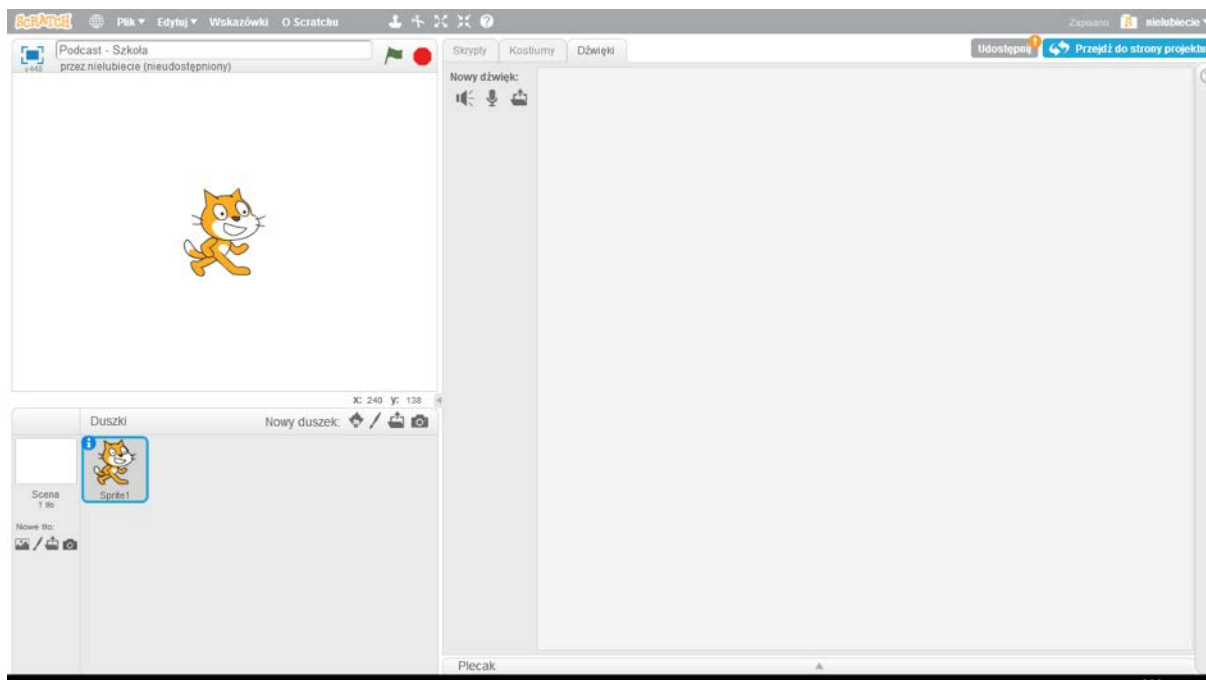 SCRATCH Plik Edytuj Wskazówki O Scratchu Zapisano nielubiecie
Podcast - Szkoła
v448
przez nielubiecie (nieudostępniony)
Skrypty Kostiumy Dźwięki
Udostępnij ! Przejdź do strony projektu
Nowy dźwięk:
x: 240 y: 138
Duszki Nowy duszek:
Scena
1 tło
Sprite1
Nowe tło:
Plecak